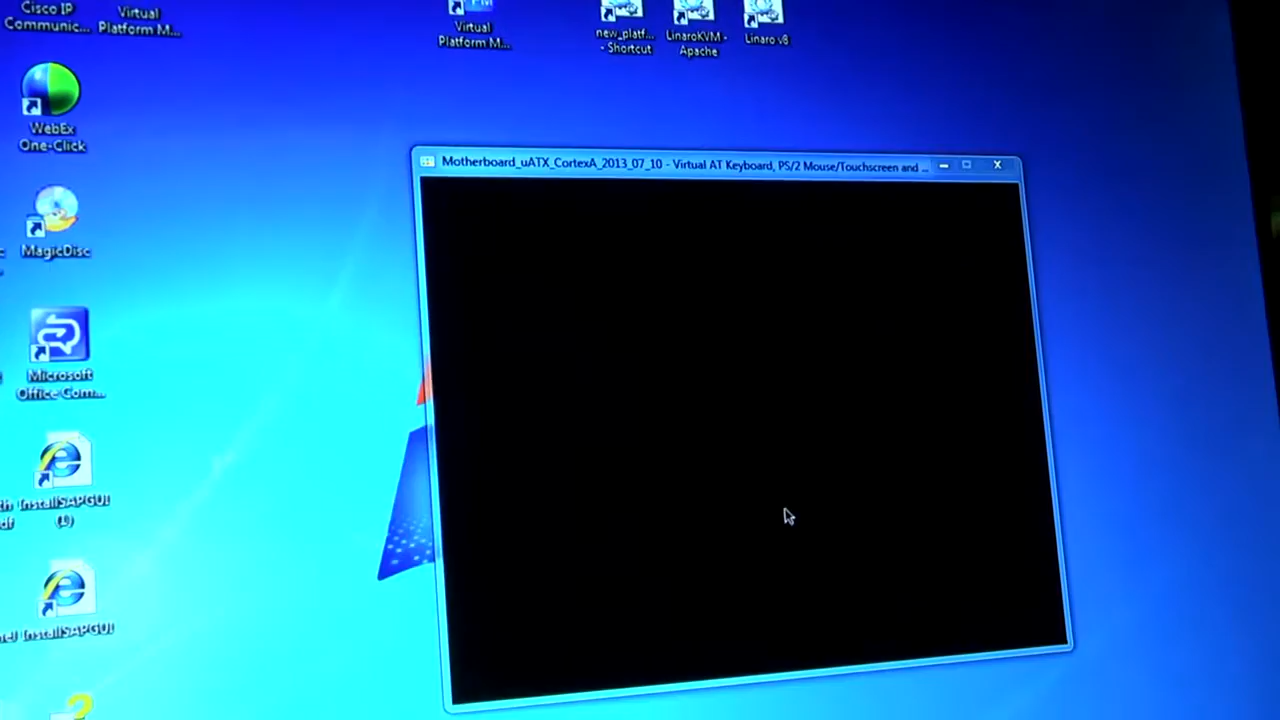 Cisco IP
Communic...
Virtual
Platform M...
Virtual
Platform M...
new_platf...
- Shortcut
LinaroKVM -
Apache
Linaro v8
WebEx
One-Click
Motherboard_uATX_CortexA_2013_07_10 - Virtual AT Keyboard, PS/2 Mouse/Touchscreen and ...
MagicDisc
Microsoft
Office Com...
InstallSAPGUI
(1)
InstallSAPGUI